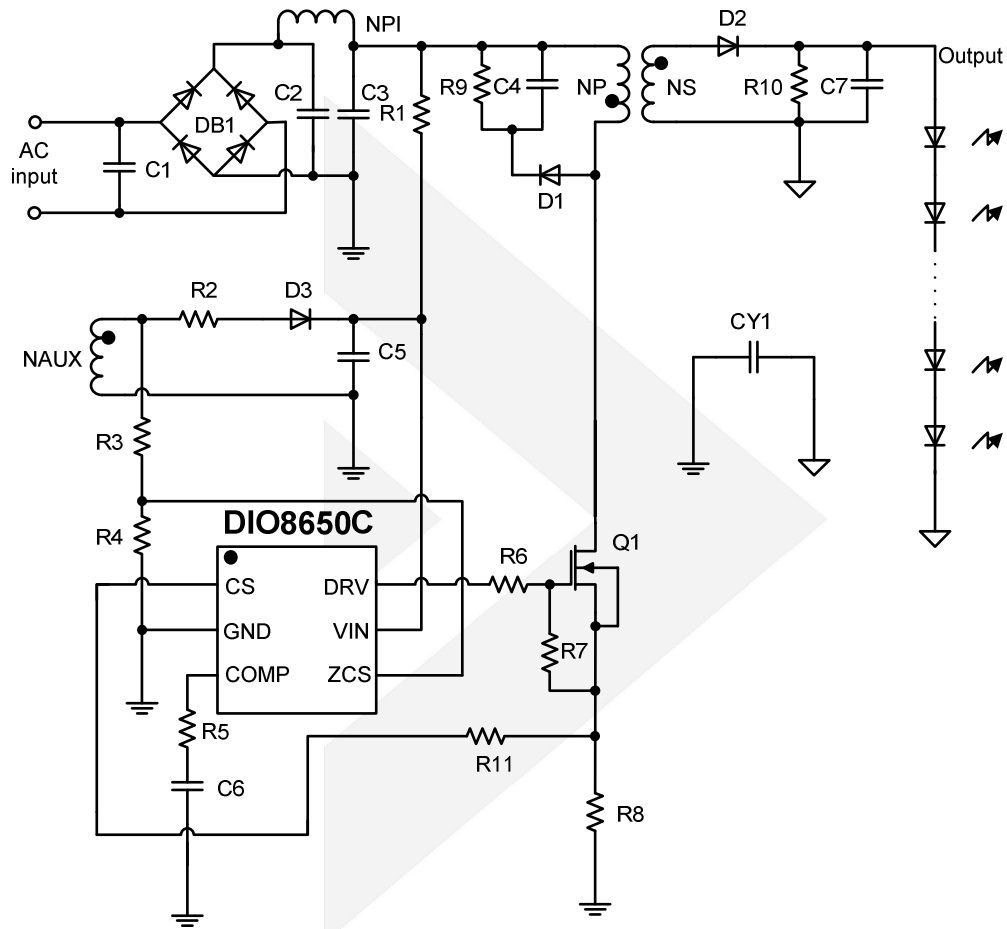 D2
NPI
Output
C2
C3
R1
R9
C4
NP
NS
R10
C7
DB1
AC
input
C1
D1
R2
D3
NAUX
C5
CY1
R3
R4
DIO8650C
Q1
R6
CS
DRV
GND
VIN
R7
COMP
ZCS
R5
R11
C6
R8